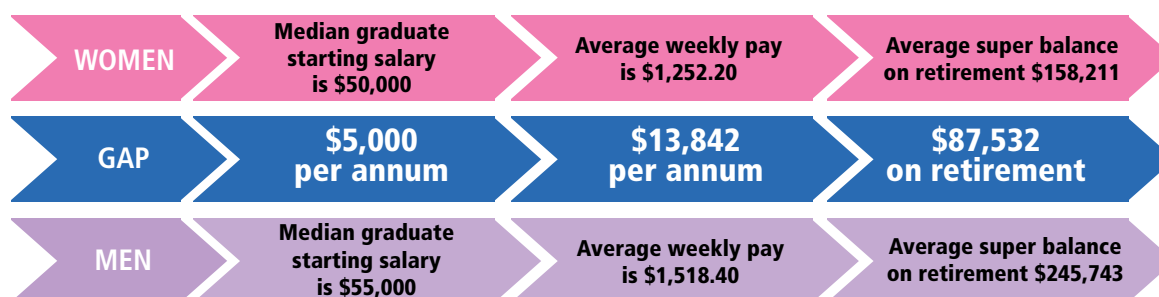 WOMEN
Median graduate
starting salary
is $50,000
Average weekly pay
is $1,252.20
Average super balance
on retirement $158,211
GAP
$5,000
per annum
$13,842
per annum
$87,532
on retirement
MEN
Median graduate
starting salary
is $55,000
Average weekly pay
is $1,518.40
Average super balance
on retirement $245,743